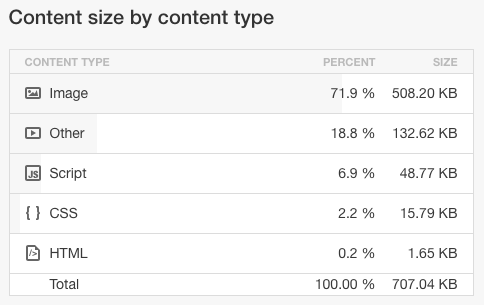 Content size by content type
CONTENT TYPE PERCENT SIZE
Image 71.9 % 508.20 KB
Other 18.8 % 132.62 KB
JS Script 6.9 % 48.77 KB
{ } CSS 2.2 % 15.79 KB
</> HTML 0.2 % 1.65 KB
Total 100.00 % 707.04 KB